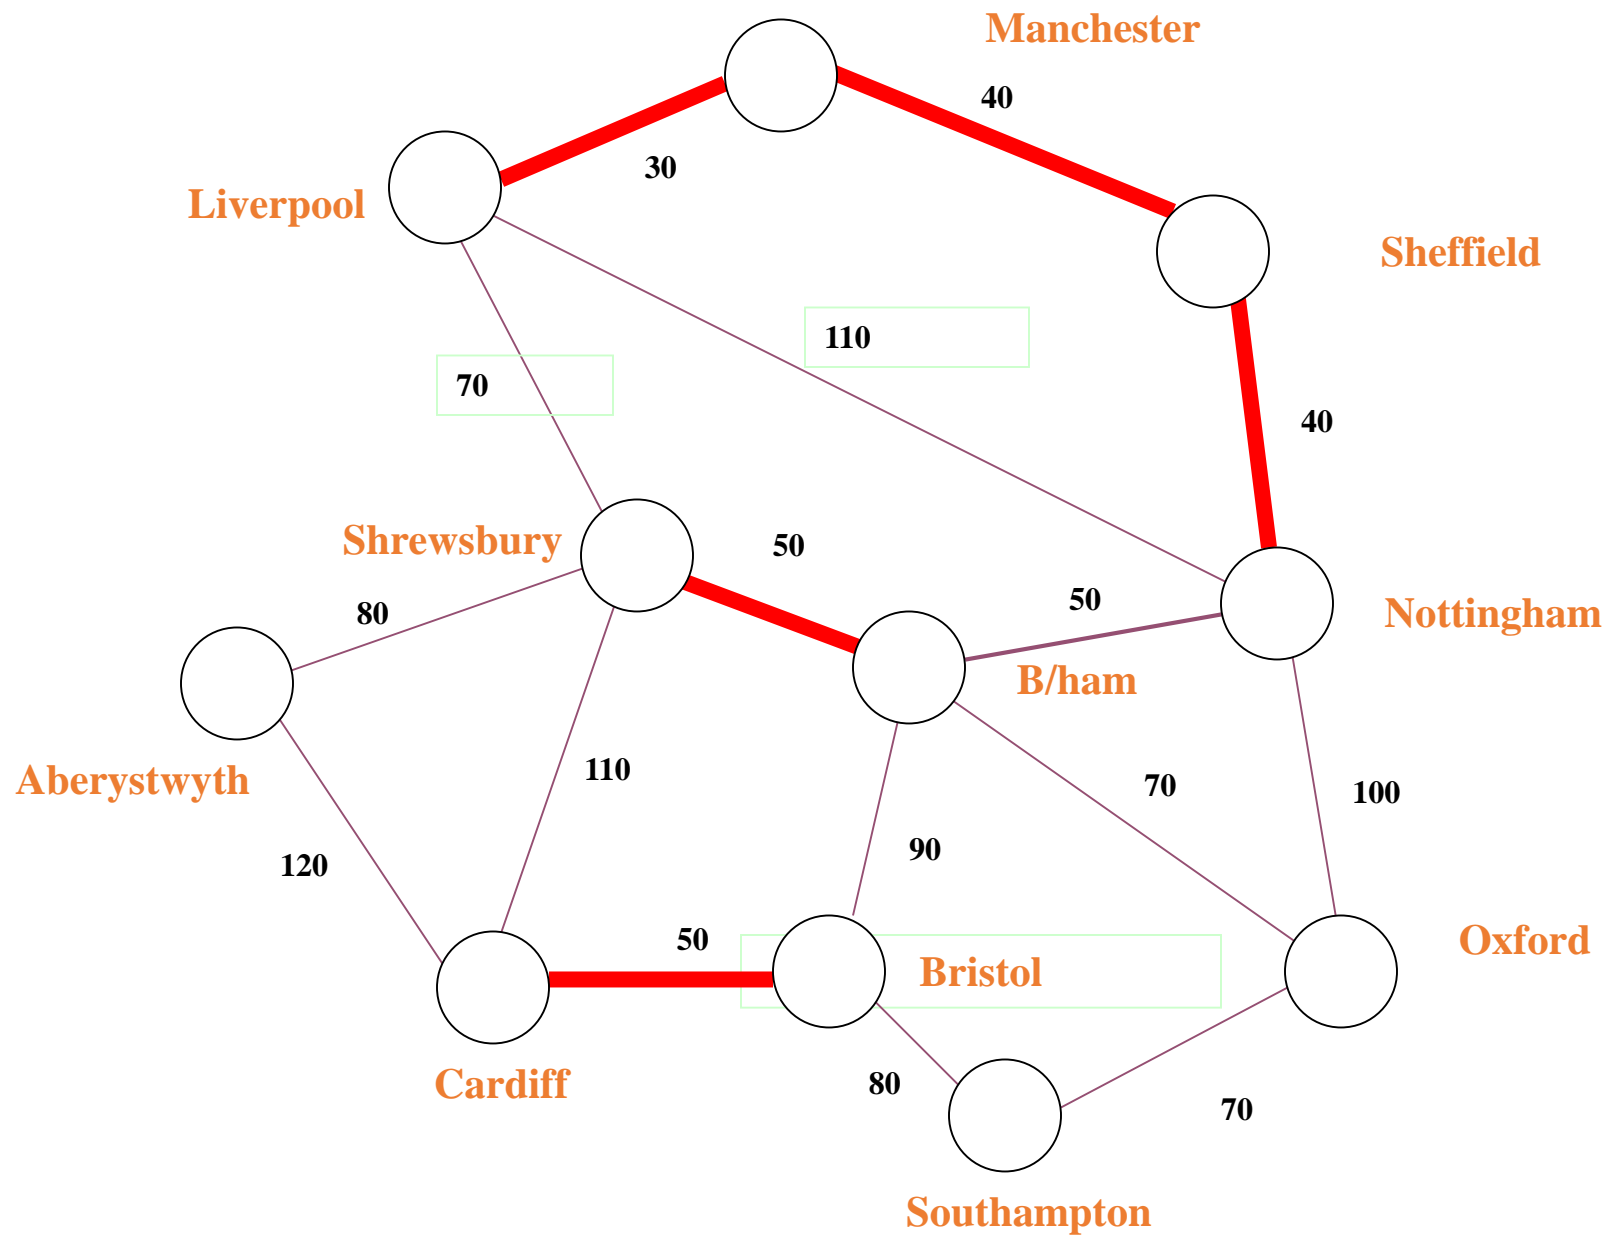 Manchester
40
30
Liverpool
Sheffield
110
70
40
Shrewsbury
50
50
80
Nottingham
B/ham
Aberystwyth
110
70
100
90
120
50
Oxford
Bristol
Cardiff
80
70
Southampton